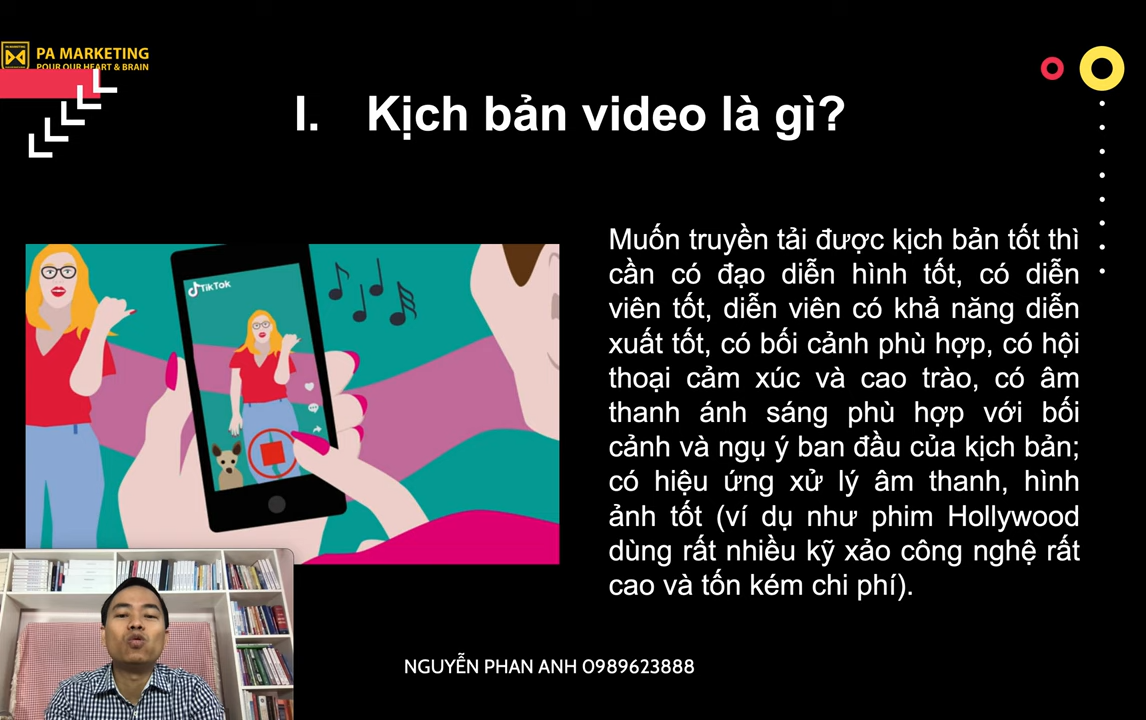 PA MARKETING
POUR OUR HEART & BRAIN
I. Kịch bản video là gì?
TikTok
Muốn truyền tải được kịch bản tốt thì
cần có đạo diễn hình tốt, có diễn
viên tốt, diễn viên có khả năng diễn
xuất tốt, có bối cảnh phù hợp, có hội
thoại cảm xúc và cao trào, có âm
thanh ánh sáng phù hợp với bối
cảnh và ngụ ý ban đầu của kịch bản;
có hiệu ứng xử lý âm thanh, hình
ảnh tốt (ví dụ như phim Hollywood
dùng rất nhiều kỹ xảo công nghệ rất
cao và tốn kém chi phí).
NGUYỄN PHAN ANH 0989623888